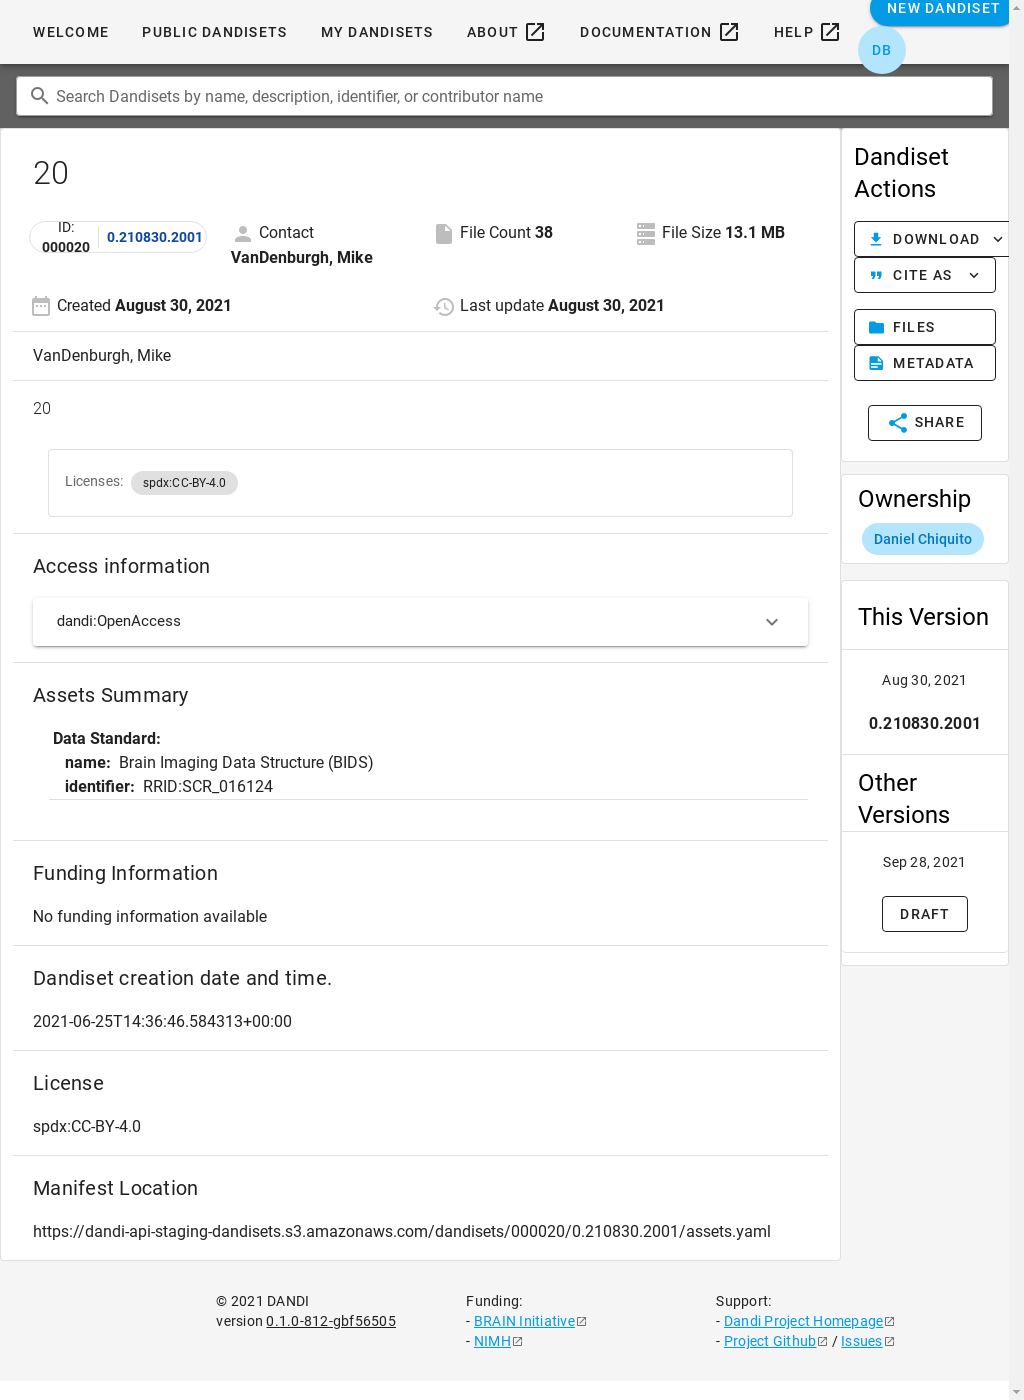 WELCOME PUBLIC DANDISETS MY DANDISETS ABOUT DOCUMENTATION HELP NEW DANDISET
DB
Search Dandisets by name, description, identifier, or contributor name
20
ID: 000020 0.210830.2001
Contact VanDenburgh, Mike
File Count 38
File Size 13.1 MB
Created August 30, 2021
Last update August 30, 2021
VanDenburgh, Mike
20
Licenses: spdx:CC-BY-4.0
Access information
dandi:OpenAccess
Assets Summary
Data Standard:
name: Brain Imaging Data Structure (BIDS)
identifier: RRID:SCR_016124
Funding Information
No funding information available
Dandiset creation date and time.
2021-06-25T14:36:46.584313+00:00
License
spdx:CC-BY-4.0
Manifest Location
https://dandi-api-staging-dandisets.s3.amazonaws.com/dandisets/000020/0.210830.2001/assets.yaml
Dandiset
Actions
DOWNLOAD
CITE AS
FILES
METADATA
SHARE
Ownership
Daniel Chiquito
This Version
Aug 30, 2021
0.210830.2001
Other
Versions
Sep 28, 2021
DRAFT
© 2021 DANDI
version 0.1.0-812-gbf56505
Funding:
- BRAIN Initiative
- NIMH
Support:
- Dandi Project Homepage
- Project Github / Issues